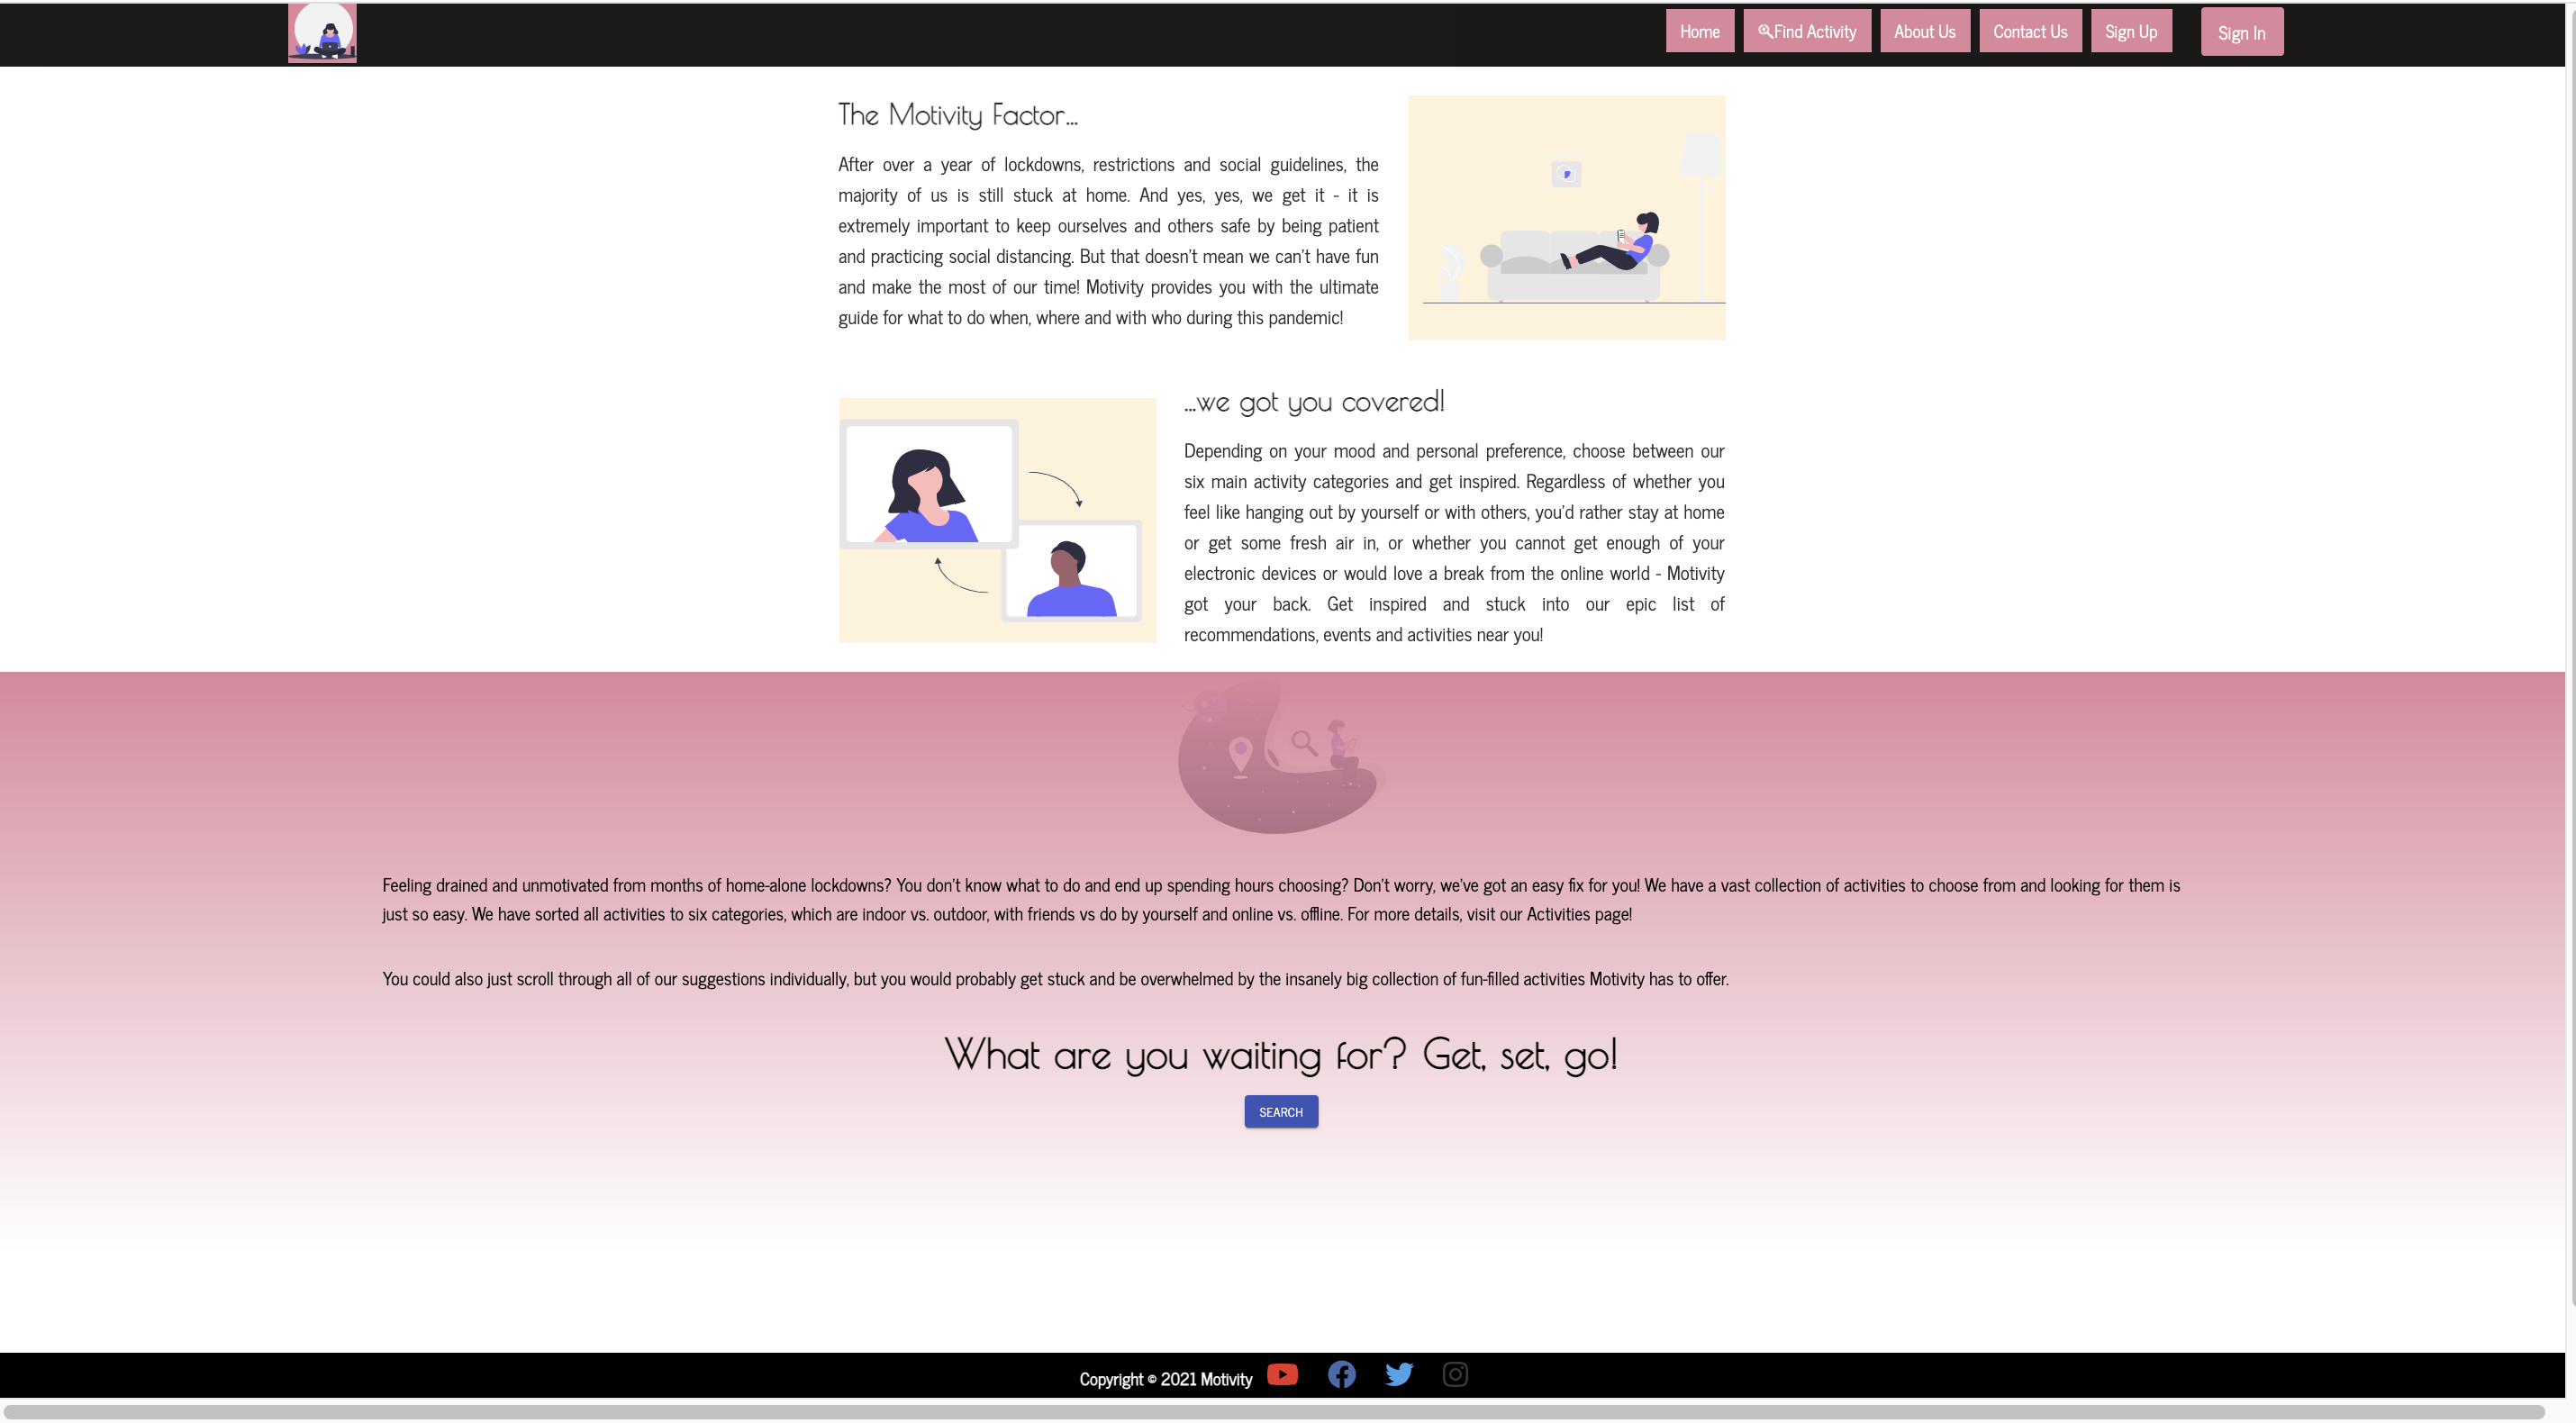 Home
Find Activity
About Us
Contact Us
Sign Up
Sign In
The Motivity Factor...
After over a year of lockdowns, restrictions and social guidelines, the
majority of us is still stuck at home. And yes, yes, we get it - it is
extremely important to keep ourselves and others safe by being patient
and practicing social distancing. But that doesn't mean we can't have fun
and make the most of our time! Motivity provides you with the ultimate
guide for what to do when, where and with who during this pandemic!
...we got you covered!
Depending on your mood and personal preference, choose between our
six main activity categories and get inspired. Regardless of whether you
feel like hanging out by yourself or with others, you'd rather stay at home
or get some fresh air in, or whether you cannot get enough of your
electronic devices or would love a break from the online world - Motivity
got your back. Get inspired and stuck into our epic list of
recommendations, events and activities near you!
Feeling drained and unmotivated from months of home-alone lockdowns? You don't know what to do and end up spending hours choosing? Don't worry, we've got an easy fix for you! We have a vast collection of activities to choose from and looking for them is
just so easy. We have sorted all activities to six categories, which are indoor vs. outdoor, with friends vs do by yourself and online vs. offline. For more details, visit our Activities page!
You could also just scroll through all of our suggestions individually, but you would probably get stuck and be overwhelmed by the insanely big collection of fun-filled activities Motivity has to offer.
What are you waiting for? Get, set, go!
SEARCH
Copyright © 2021 Motivity